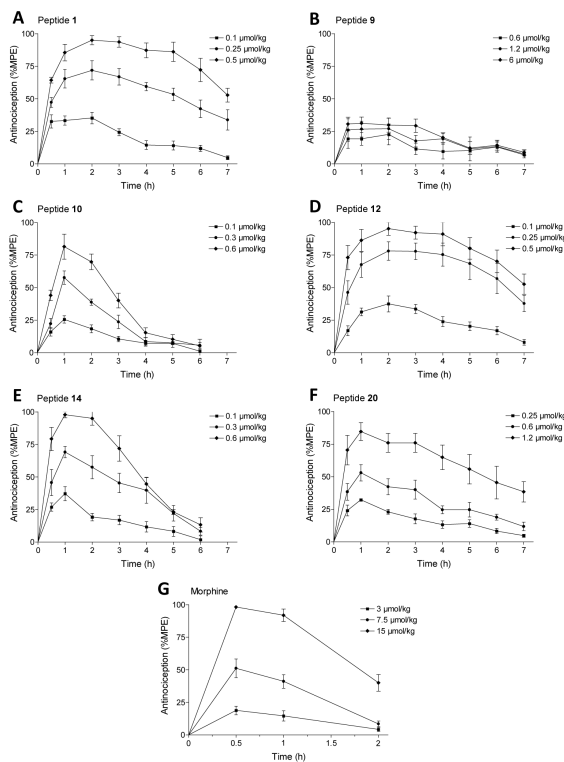 A
Peptide 1
Antinociception (%MPE)
100
75
50
25
0
0.1 µmol/kg
0.25 µmol/kg
0.5 µmol/kg
0 1 2 3 4 5 6 7
Time (h)
B
Peptide 9
Antinociception (%MPE)
100
75
50
25
0
0.6 µmol/kg
1.2 µmol/kg
6 µmol/kg
0 1 2 3 4 5 6 7
Time (h)
C
Peptide 10
Antinociception (%MPE)
100
75
50
25
0
0.1 µmol/kg
0.3 µmol/kg
0.6 µmol/kg
0 1 2 3 4 5 6 7
Time (h)
D
Peptide 12
Antinociception (%MPE)
100
75
50
25
0
0.1 µmol/kg
0.25 µmol/kg
0.5 µmol/kg
0 1 2 3 4 5 6 7
Time (h)
E
Peptide 14
Antinociception (%MPE)
100
75
50
25
0
0.1 µmol/kg
0.3 µmol/kg
0.6 µmol/kg
0 1 2 3 4 5 6 7
Time (h)
F
Peptide 20
Antinociception (%MPE)
100
75
50
25
0
0.25 µmol/kg
0.6 µmol/kg
1.2 µmol/kg
0 1 2 3 4 5 6 7
Time (h)
G
Morphine
Antinociception (%MPE)
100
75
50
25
0
3 µmol/kg
7.5 µmol/kg
15 µmol/kg
0 0.5 1 1.5 2
Time (h)